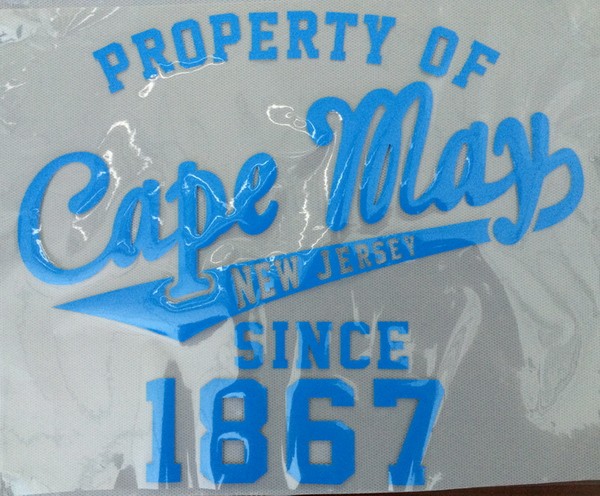 PROPERTY OF
Cape May
NEW JERSEY
SINCE
1867